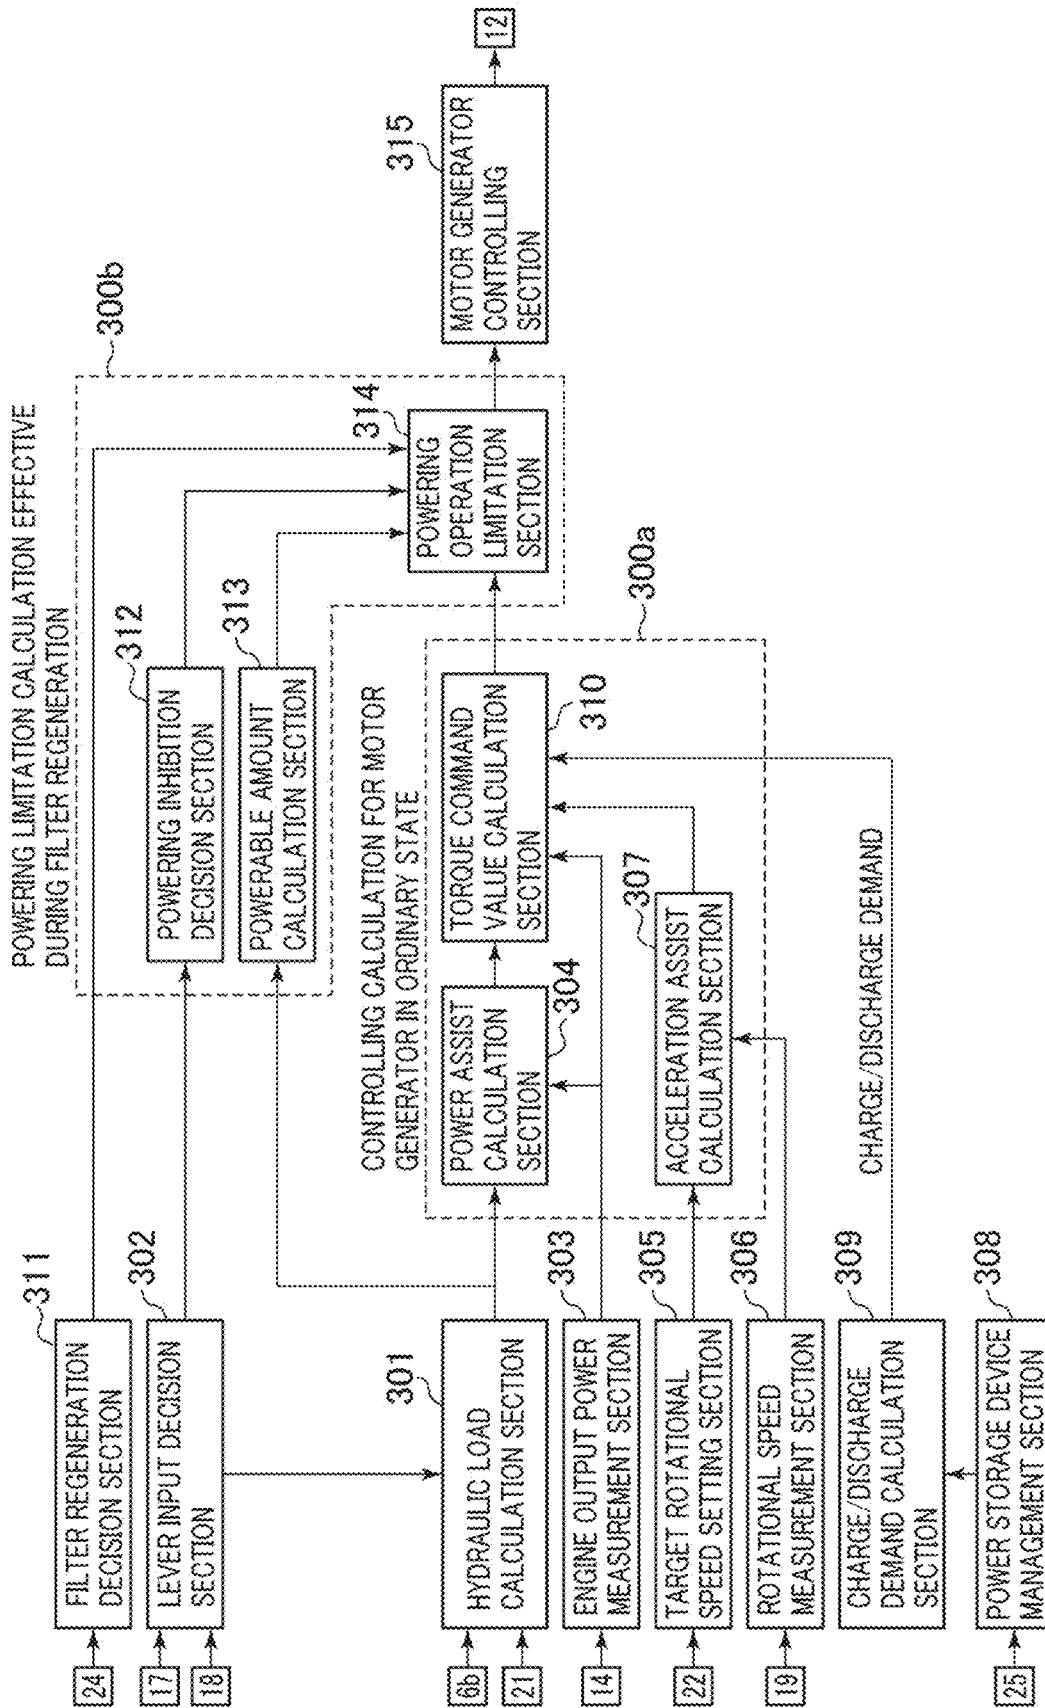 POWERING LIMITATION CALCULATION EFFECTIVE
DURING FILTER REGENERATION
300b
24
FILTER REGENERATION
DECISION SECTION
311
17
18
LEVER INPUT DECISION
SECTION
302
POWERING INHIBITION
DECISION SECTION
312
POWERABLE AMOUNT
CALCULATION SECTION
313
POWERING
OPERATION
LIMITATION
SECTION
314
MOTOR GENERATOR
CONTROLLING
SECTION
315
12
CONTROLLING CALCULATION FOR MOTOR
GENERATOR IN ORDINARY STATE
300a
6b
21
HYDRAULIC LOAD
CALCULATION SECTION
301
POWER ASSIST
CALCULATION
SECTION
304
TORQUE COMMAND
VALUE CALCULATION
SECTION
310
14
ENGINE OUTPUT POWER
MEASUREMENT SECTION
303
22
TARGET ROTATIONAL
SPEED SETTING SECTION
305
ACCELERATION ASSIST
CALCULATION SECTION
307
19
ROTATIONAL SPEED
MEASUREMENT SECTION
306
CHARGE/DISCHARGE
DEMAND CALCULATION
SECTION
309
CHARGE/DISCHARGE DEMAND
25
POWER STORAGE DEVICE
MANAGEMENT SECTION
308